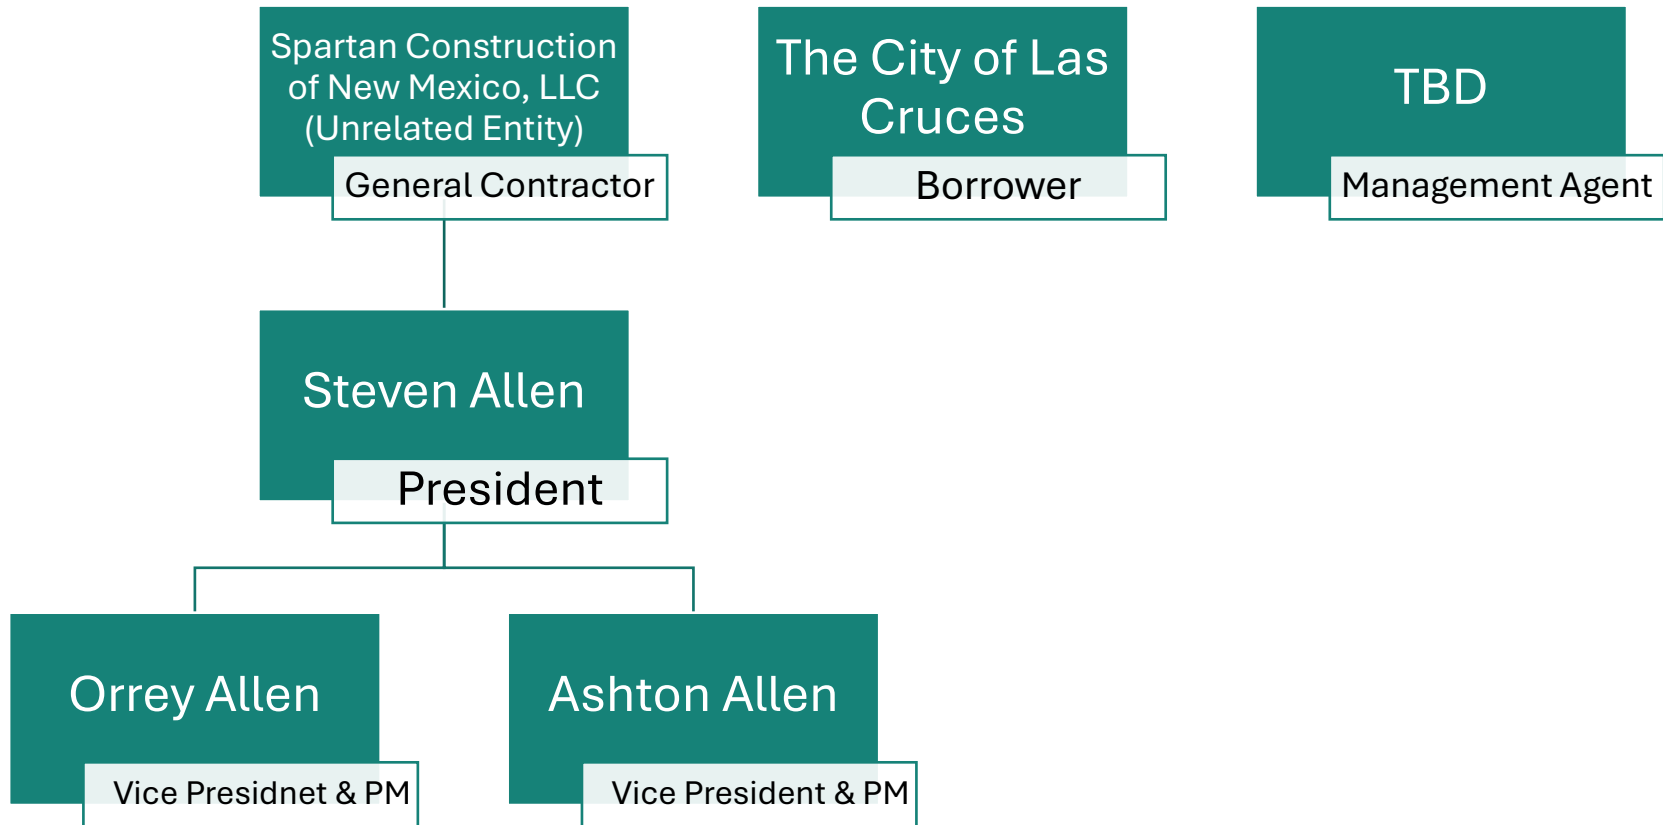 Spartan Construction
of New Mexico, LLC
(Unrelated Entity)
General Contractor
The City of Las
Cruces
Borrower
TBD
Management Agent
Steven Allen
President
Orrey Allen
Vice Presidnet & PM
Ashton Allen
Vice President & PM